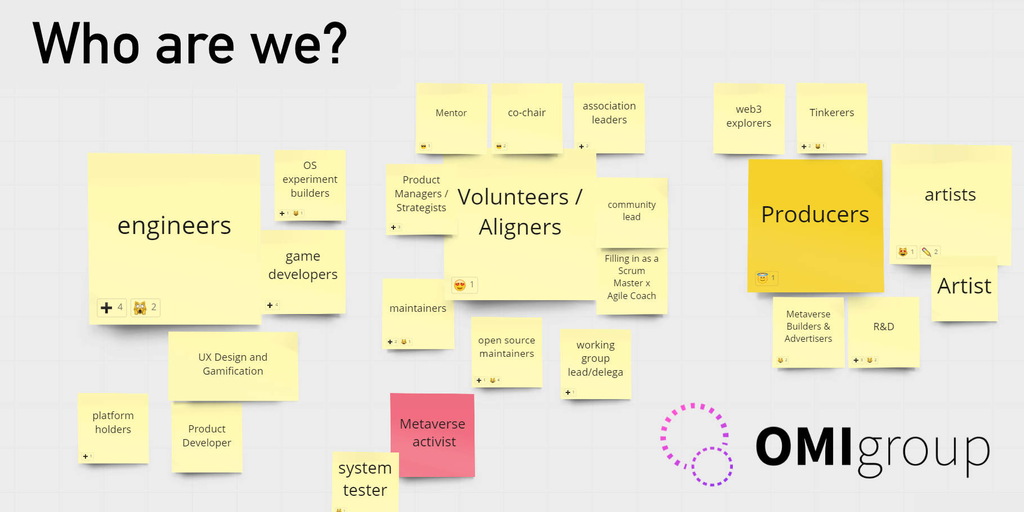 Who are we?
Mentor
co-chair
association
leaders
web3
explorers
Tinkerers
engineers
+ 4
2
OS
experiment
builders
game
developers
Product
Managers /
Strategists
Volunteers /
Aligners
1
community
lead
Filling in as a
Scrum
Master x
Agile Coach
Producers
1
artists
1
2
Artist
maintainers
open source
maintainers
working
group
lead/delega
Metaverse
Builders &
Advertisers
R&D
UX Design and
Gamification
platform
holders
Product
Developer
Metaverse
activist
system
tester
OMIgroup